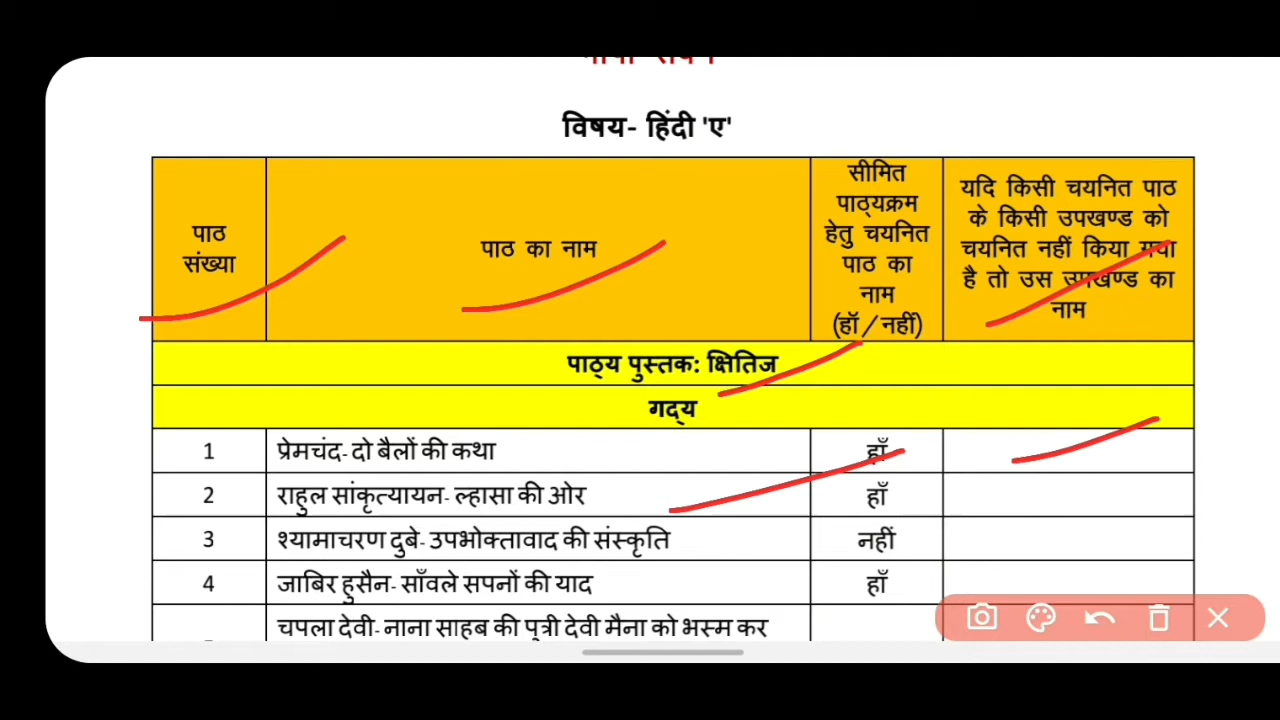 विषय- हिंदी 'ए'
पाठ
संख्या
पाठ का नाम
सीमित
पाठ्यक्रम
हेतु चयनित
पाठ का
नाम
(हॉ/नहीं)
यदि किसी चयनित पाठ
के किसी उपखण्ड को
चयनित नहीं किया गया
है तो उस उपखण्ड का
नाम
पाठ्य पुस्तक: क्षितिज
गद्य
1 प्रेमचंद- दो बैलों की कथा हाँ
2 राहुल सांकृत्यायन- ल्हासा की ओर हाँ
3 श्यामाचरण दुबे- उपभोक्तावाद की संस्कृति नहीं
4 जाबिर हुसैन- साँवले सपनों की याद हाँ
चपला देवी- नाना साहब की पुत्री देवी मैना को भस्म कर